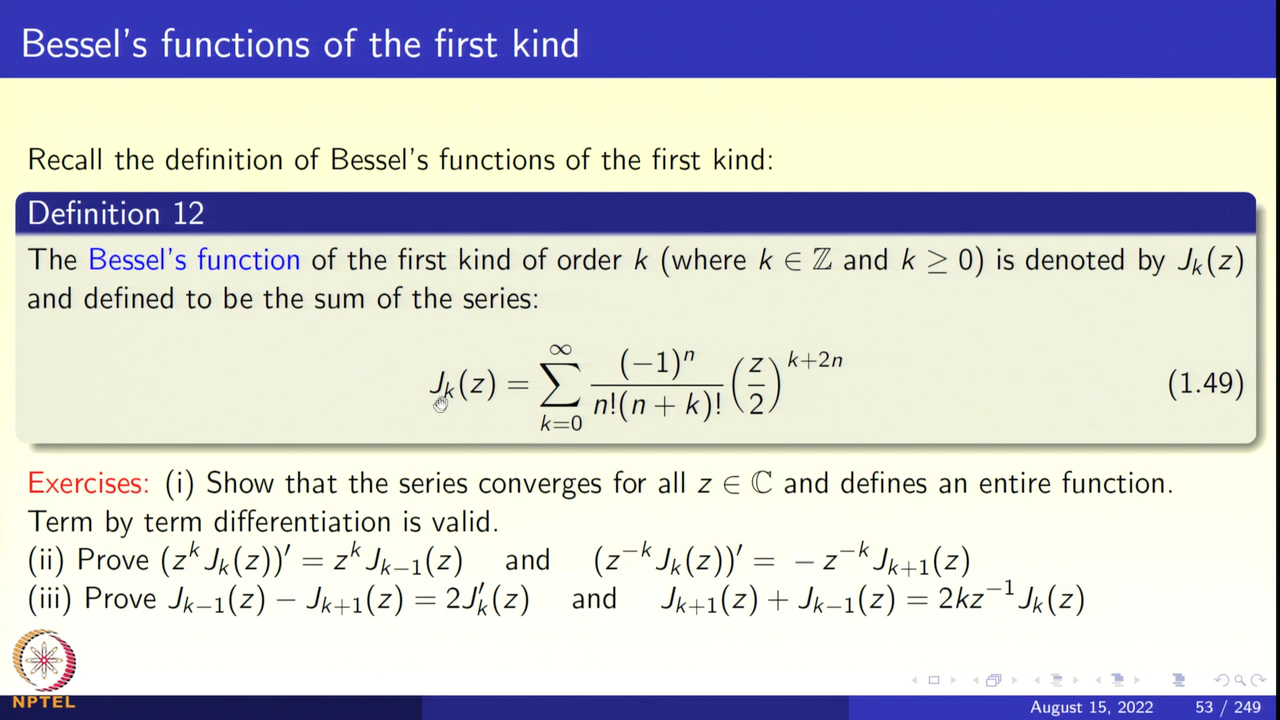 Bessel's functions of the first kind
Recall the definition of Bessel's functions of the first kind:
Definition 12
The Bessel's function of the first kind of order k (where k ∈ ℤ and k ≥ 0) is denoted by J_k(z)
and defined to be the sum of the series:
J_k(z) = \sum_{k=0}^{∞} \frac{(−1)^n}{n!(n + k)!} \left(\frac{z}{2}\right)^{k+2n} (1.49)
Exercises: (i) Show that the series converges for all z ∈ ℂ and defines an entire function.
Term by term differentiation is valid.
(ii) Prove (z^k J_k(z))′ = z^k J_{k−1}(z) and (z^{−k} J_k(z))′ = − z^{−k} J_{k+1}(z)
(iii) Prove J_{k−1}(z) − J_{k+1}(z) = 2J′_k(z) and J_{k+1}(z) + J_{k−1}(z) = 2kz^{−1} J_k(z)
NPTEL
August 15, 2022 53 / 249